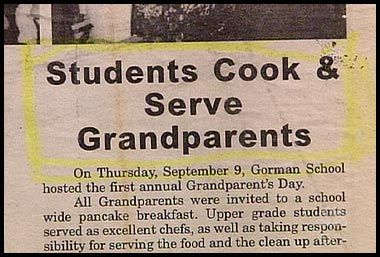 Students Cook &
Serve
Grandparents
On Thursday, September 9, Gorman School
hosted the first annual Grandparent's Day.
All Grandparents were invited to a school
wide pancake breakfast. Upper grade students
served as excellent chefs, as well as taking respon-
sibility for serving the food and the clean up after-